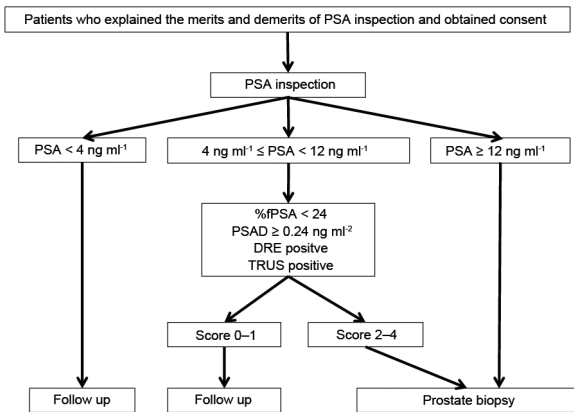 Patients who explained the merits and demerits of PSA inspection and obtained consent
PSA inspection
PSA < 4 ng ml⁻¹
4 ng ml⁻¹ ≤ PSA < 12 ng ml⁻¹
PSA ≥ 12 ng ml⁻¹
%fPSA < 24
PSAD ≥ 0.24 ng ml⁻²
DRE positve
TRUS positive
Score 0–1
Score 2–4
Follow up
Follow up
Prostate biopsy